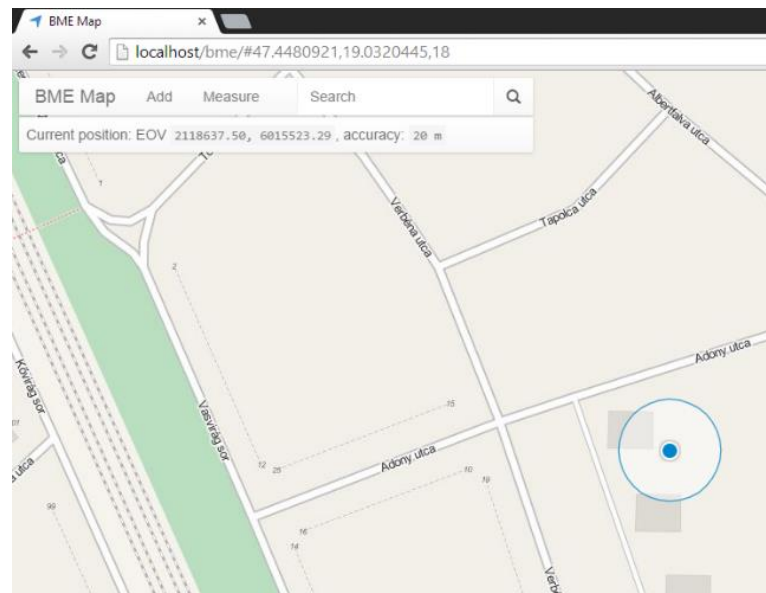 BME Map
localhost/bme/#47.4480921,19.0320445,18
BME Map Add Measure Search
Current position: EOV 2118637.50, 6015523.29 , accuracy: 20 m
Albertfalva utca
1
Verbéna utca
Tapolca utca
2
Adony utca
Kővirág sor
15
Vasvirág sor
Adony utca
12 25
10
19
utca
99
16
14